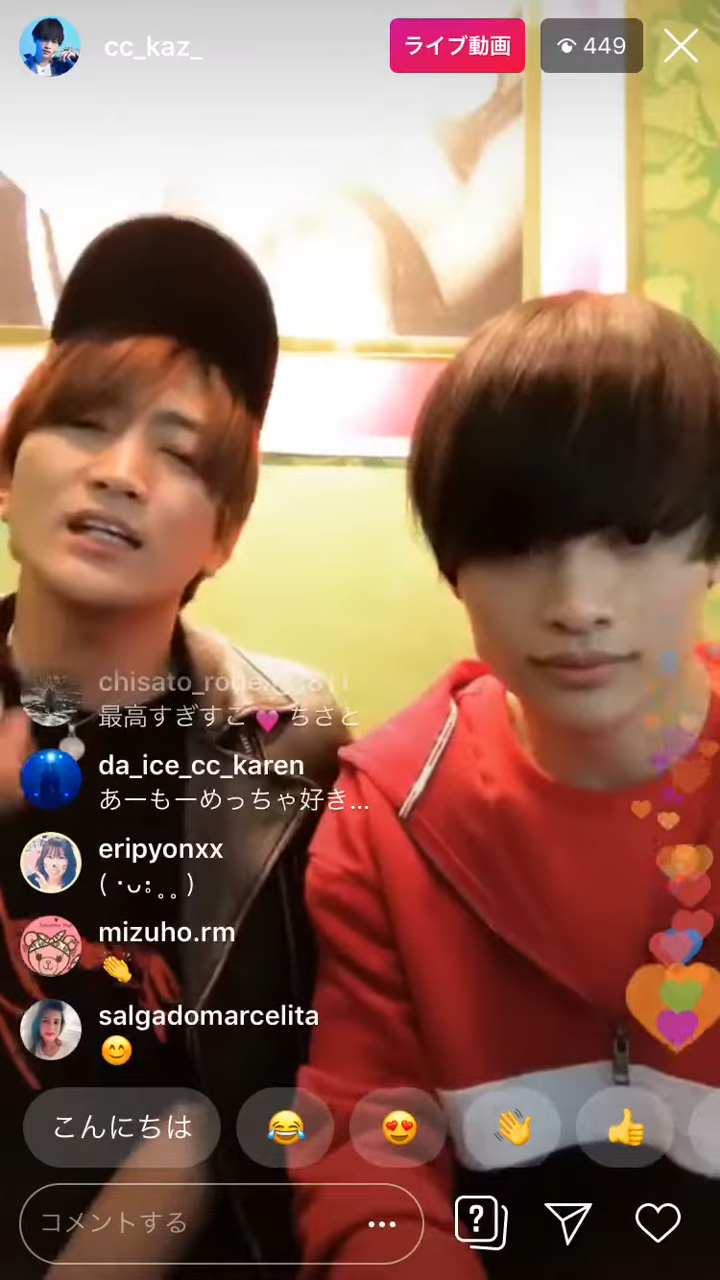 cc_kaz_
ライブ動画
449
最高すぎすご💗 ちさと
da_ice_cc_karen
あーもーめっちゃ好き...
eripyonxx
( ･ᴗ･̥̥ )
mizuho.rm
👏
salgadomarcelita
😊
こんにちは 😂 😍 👋 👍
コメントする